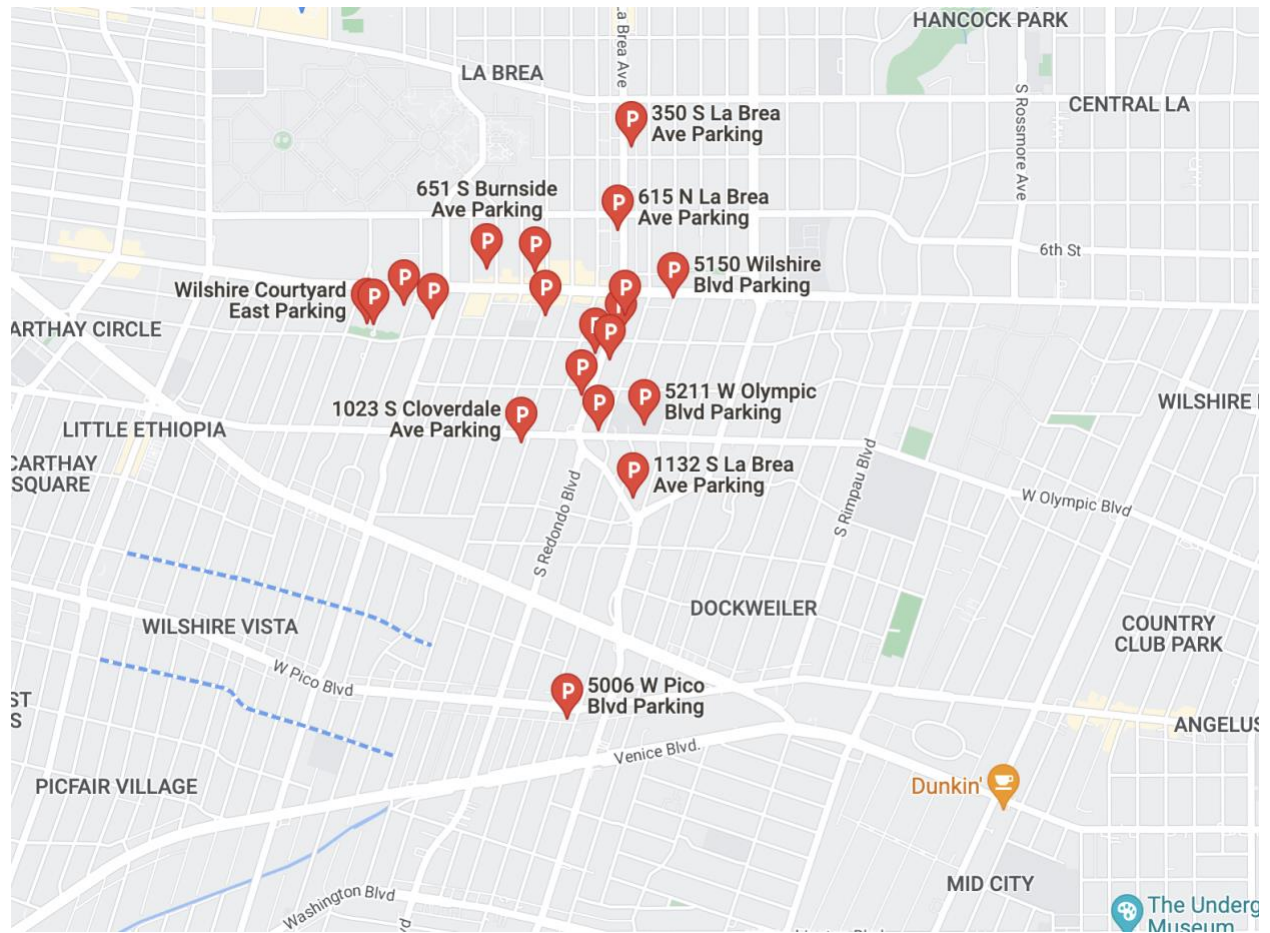 HANCOCK PARK
La Brea Ave
LA BREA
S Rossmore Ave
CENTRAL LA
P
350 S La Brea
Ave Parking
651 S Burnside
Ave Parking
P
615 N La Brea
Ave Parking
P
P
6th St
P
5150 Wilshire
Blvd Parking
Wilshire Courtyard
East Parking
P
P
P
P
P
ARTHAY CIRCLE
P
P
P
5211 W Olympic
Blvd Parking
1023 S Cloverdale
Ave Parking
P
P
WILSHIRE
LITTLE ETHIOPIA
CARTHAY
SQUARE
P
1132 S La Brea
Ave Parking
S Redondo Blvd
S Rimpau Blvd
W Olympic Blvd
DOCKWEILER
WILSHIRE VISTA
COUNTRY
CLUB PARK
W Pico Blvd
P
5006 W Pico
Blvd Parking
ST
S
ANGELUS
Venice Blvd.
PICFAIR VILLAGE
Dunkin'
MID CITY
Washington Blvd
The Underg
Museum